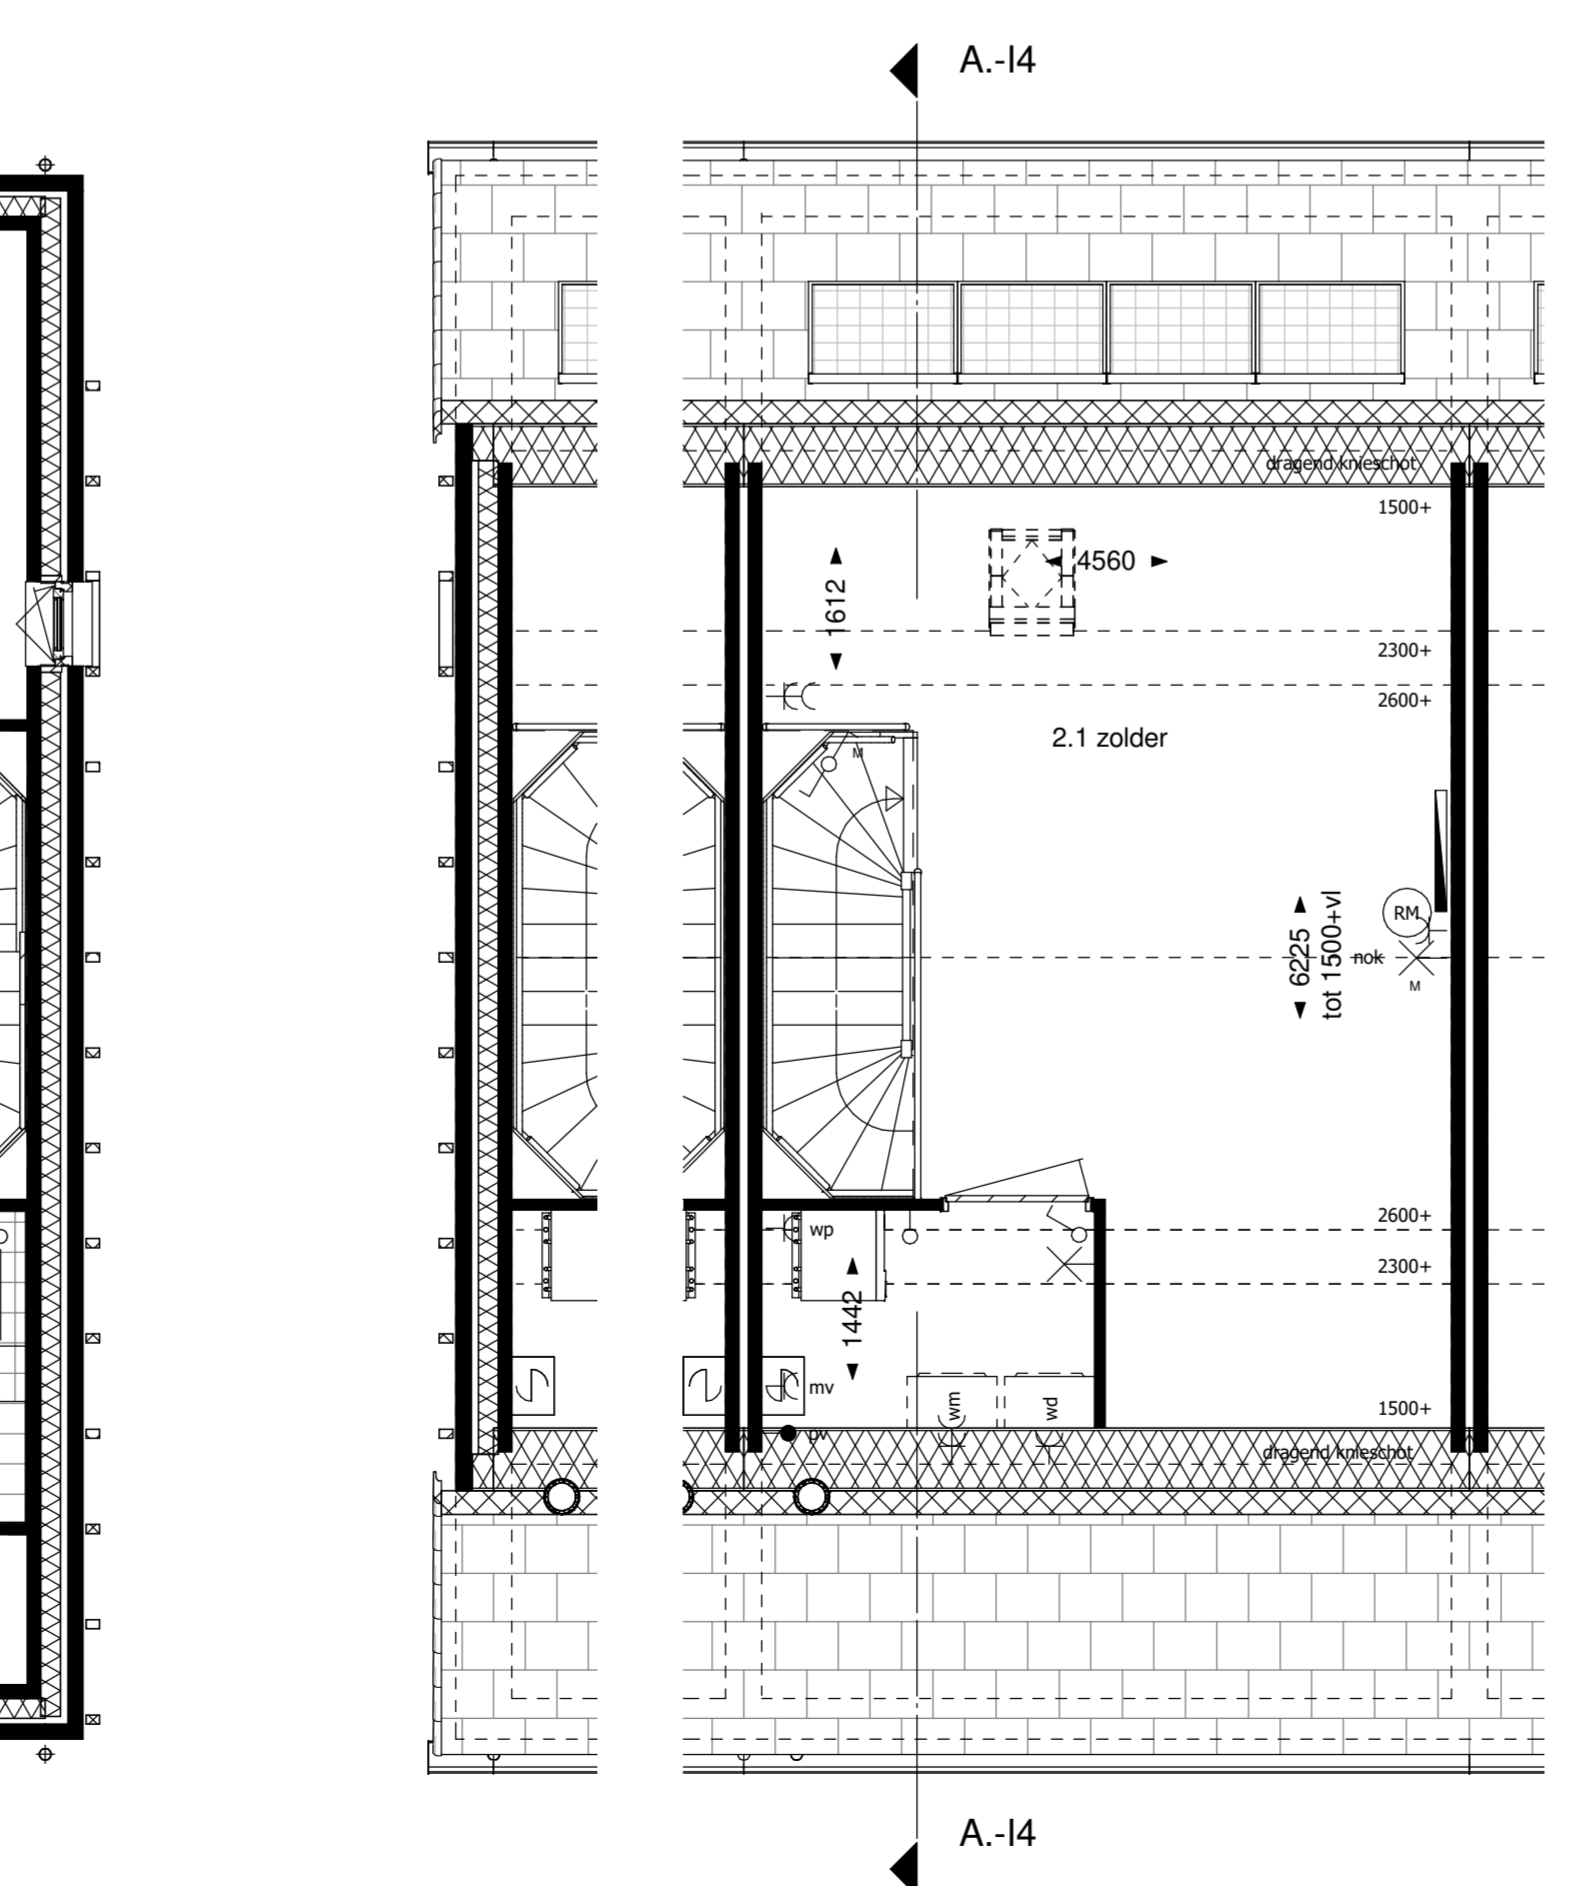 A.-I4
dragend knieschot
1500+
4560
1612
2300+
2600+
2.1 zolder
M
RM
6225
tot 1500+vl
nok
M
2600+
wp
2300+
1442
mv
wm
wd
1500+
pv
dragend knieschot
A.-I4